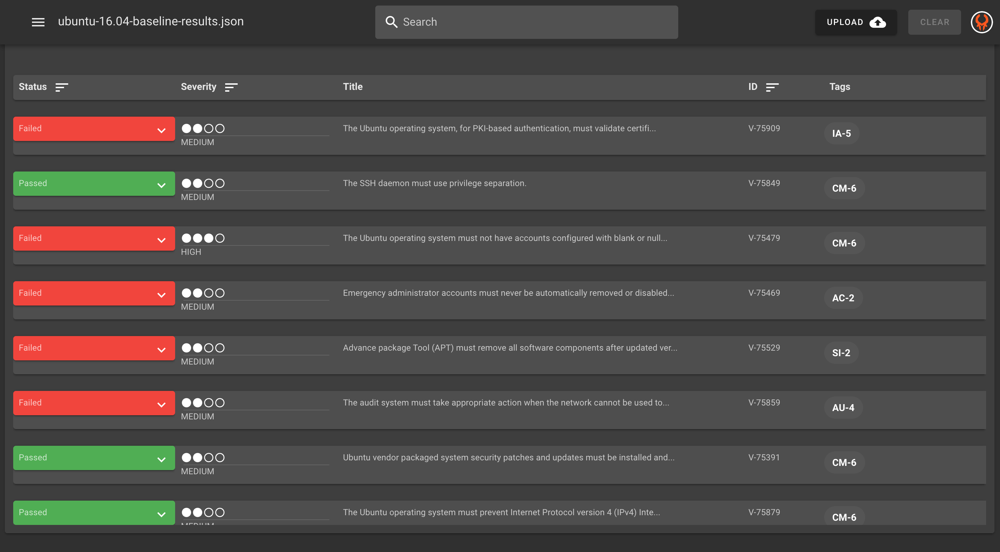 ubuntu-16.04-baseline-results.json Search UPLOAD CLEAR
Status Severity Title ID Tags
Failed The Ubuntu operating system, for PKI-based authentication, must validate certifi... V-75909 IA-5
MEDIUM
Passed The SSH daemon must use privilege separation. V-75849 CM-6
MEDIUM
Failed The Ubuntu operating system must not have accounts configured with blank or null... V-75479 CM-6
HIGH
Failed Emergency administrator accounts must never be automatically removed or disabled... V-75469 AC-2
MEDIUM
Failed Advance package Tool (APT) must remove all software components after updated ver... V-75529 SI-2
MEDIUM
Failed The audit system must take appropriate action when the network cannot be used to... V-75859 AU-4
MEDIUM
Passed Ubuntu vendor packaged system security patches and updates must be installed and... V-75391 CM-6
MEDIUM
Passed The Ubuntu operating system must prevent Internet Protocol version 4 (IPv4) Inte... V-75879 CM-6
MEDIUM